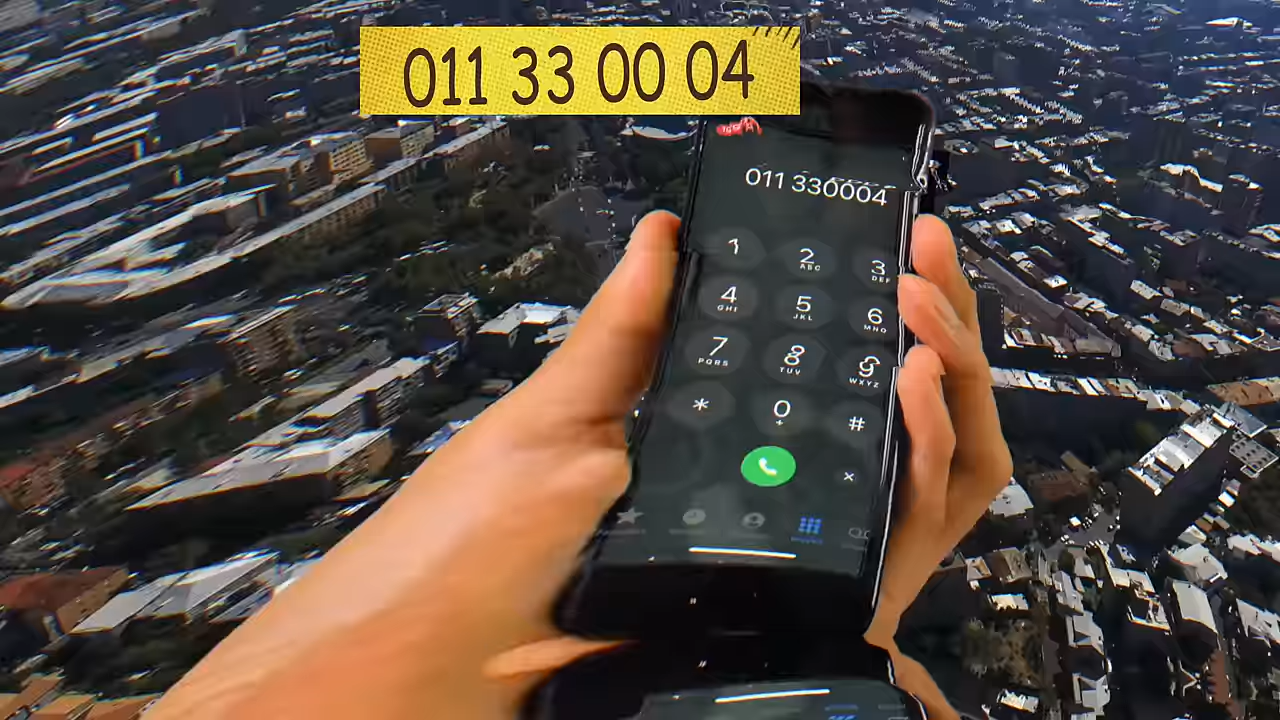 011 33 00 04
011 330004
1
2
ABC
3
DEF
4
GHI
5
JKL
6
MNO
7
PQRS
8
TUV
9
WXYZ
*
0
+
#